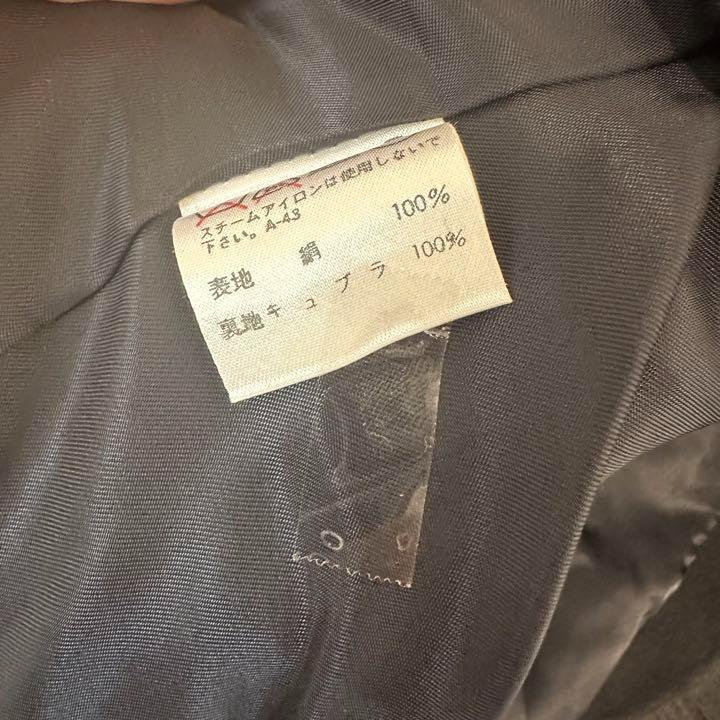 スチームアイロンは使用しないで
下さい。A-43
表地 絹 100%
裏地 キュプラ 100%